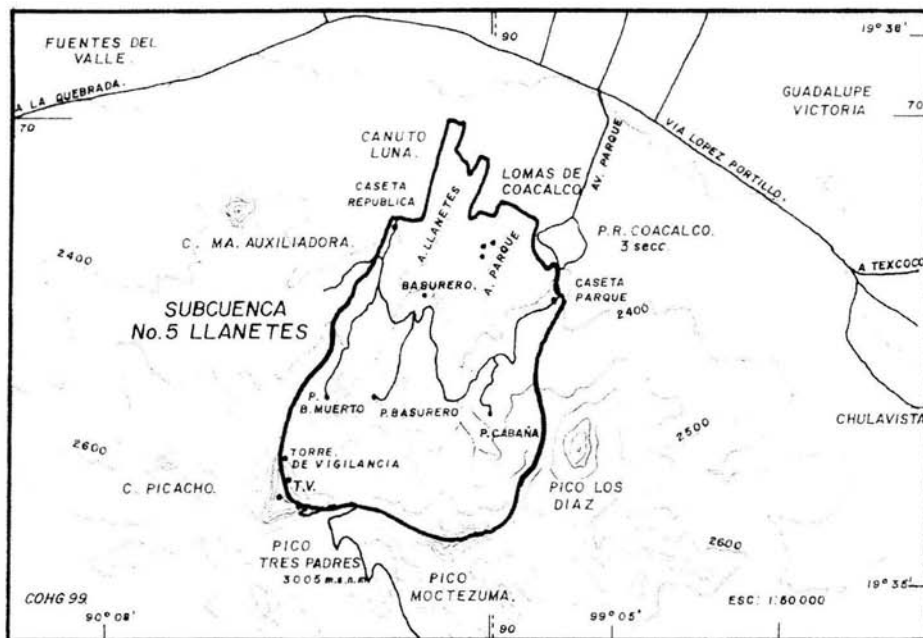 90
19° 38'
FUENTES DEL
VALLE.
A LA QUEBRADA.
70
GUADALUPE
VICTORIA
70
CANUTO
LUNA.
VIA LOPEZ PORTILLO.
AV. PARQUE
LOMAS DE
COACALCO
CASETA
REPUBLICA
A. LLANETES
C. MA. AUXILIADORA.
P.R. COACALCO.
3 secc.
A. PARQUE
2400
A TEXCOCO
BASURERO.
CASETA
PARQUE
SUBCUENCA
No.5 LLANETES
2400
P.
B. MUERTO
P. BASURERO
P. CABAÑA
CHULAVISTA
2500
2600
TORRE.
DE VIGILANCIA
T.V.
C. PICACHO.
PICO LOS
DIAZ
PICO
TRES PADRES
3005 m.s.n.m
2600
PICO
MOCTEZUMA.
19° 35'
COHG 99.
90° 08'
90
99° 05'
ESC: 1:60 000